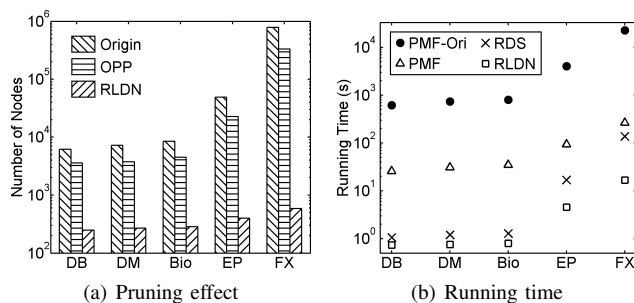 Number of Nodes
10^6
10^5
10^4
10^3
10^2
Origin
OPP
RLDN
DB DM Bio EP FX
(a) Pruning effect
Running Time (s)
10^4
10^3
10^2
10^1
10^0
PMF-Ori RDS
PMF RLDN
DB DM Bio EP FX
(b) Running time